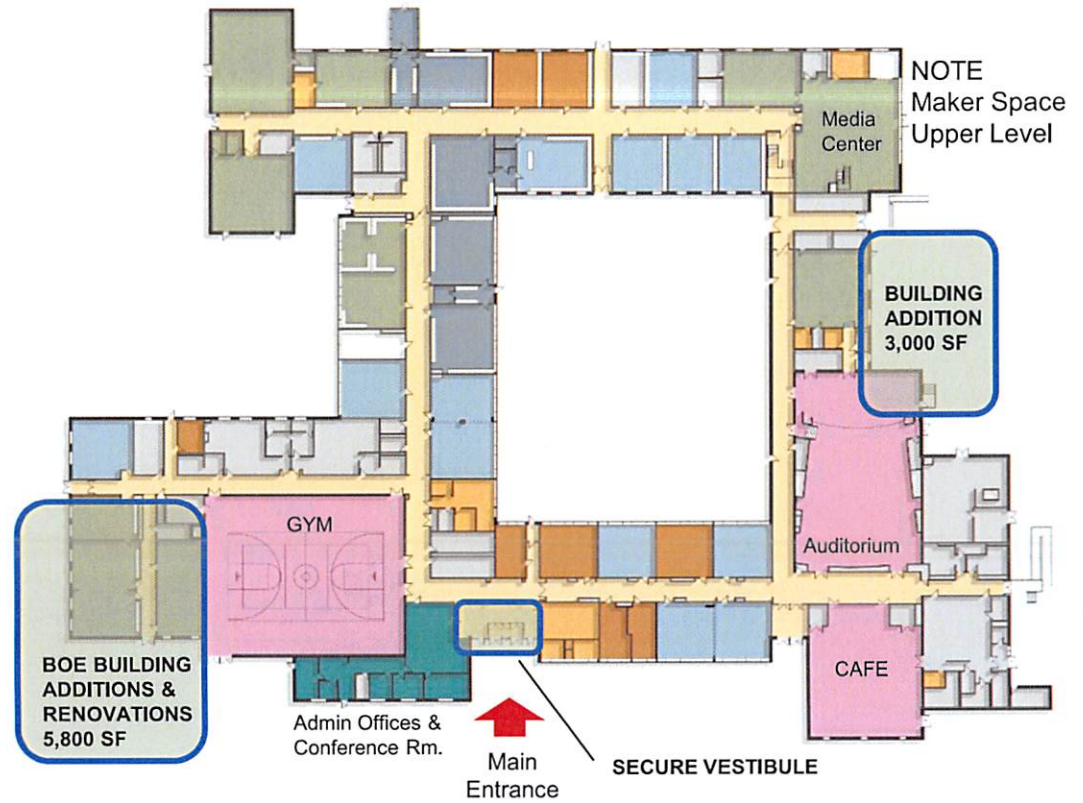 NOTE
Maker Space
Upper Level
Media
Center
BUILDING
ADDITION
3,000 SF
GYM
Auditorium
BOE BUILDING
ADDITIONS &
RENOVATIONS
5,800 SF
CAFE
Admin Offices &
Conference Rm.
Main
Entrance
SECURE VESTIBULE